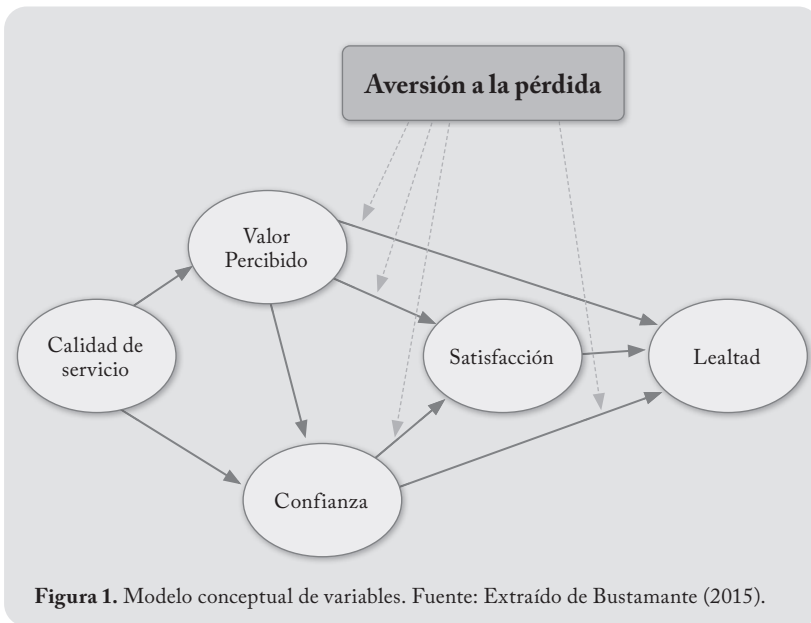 Aversión a la pérdida
Valor
Percibido
Calidad de
servicio
Satisfacción
Lealtad
Confianza
Figura 1. Modelo conceptual de variables. Fuente: Extraído de Bustamante (2015).